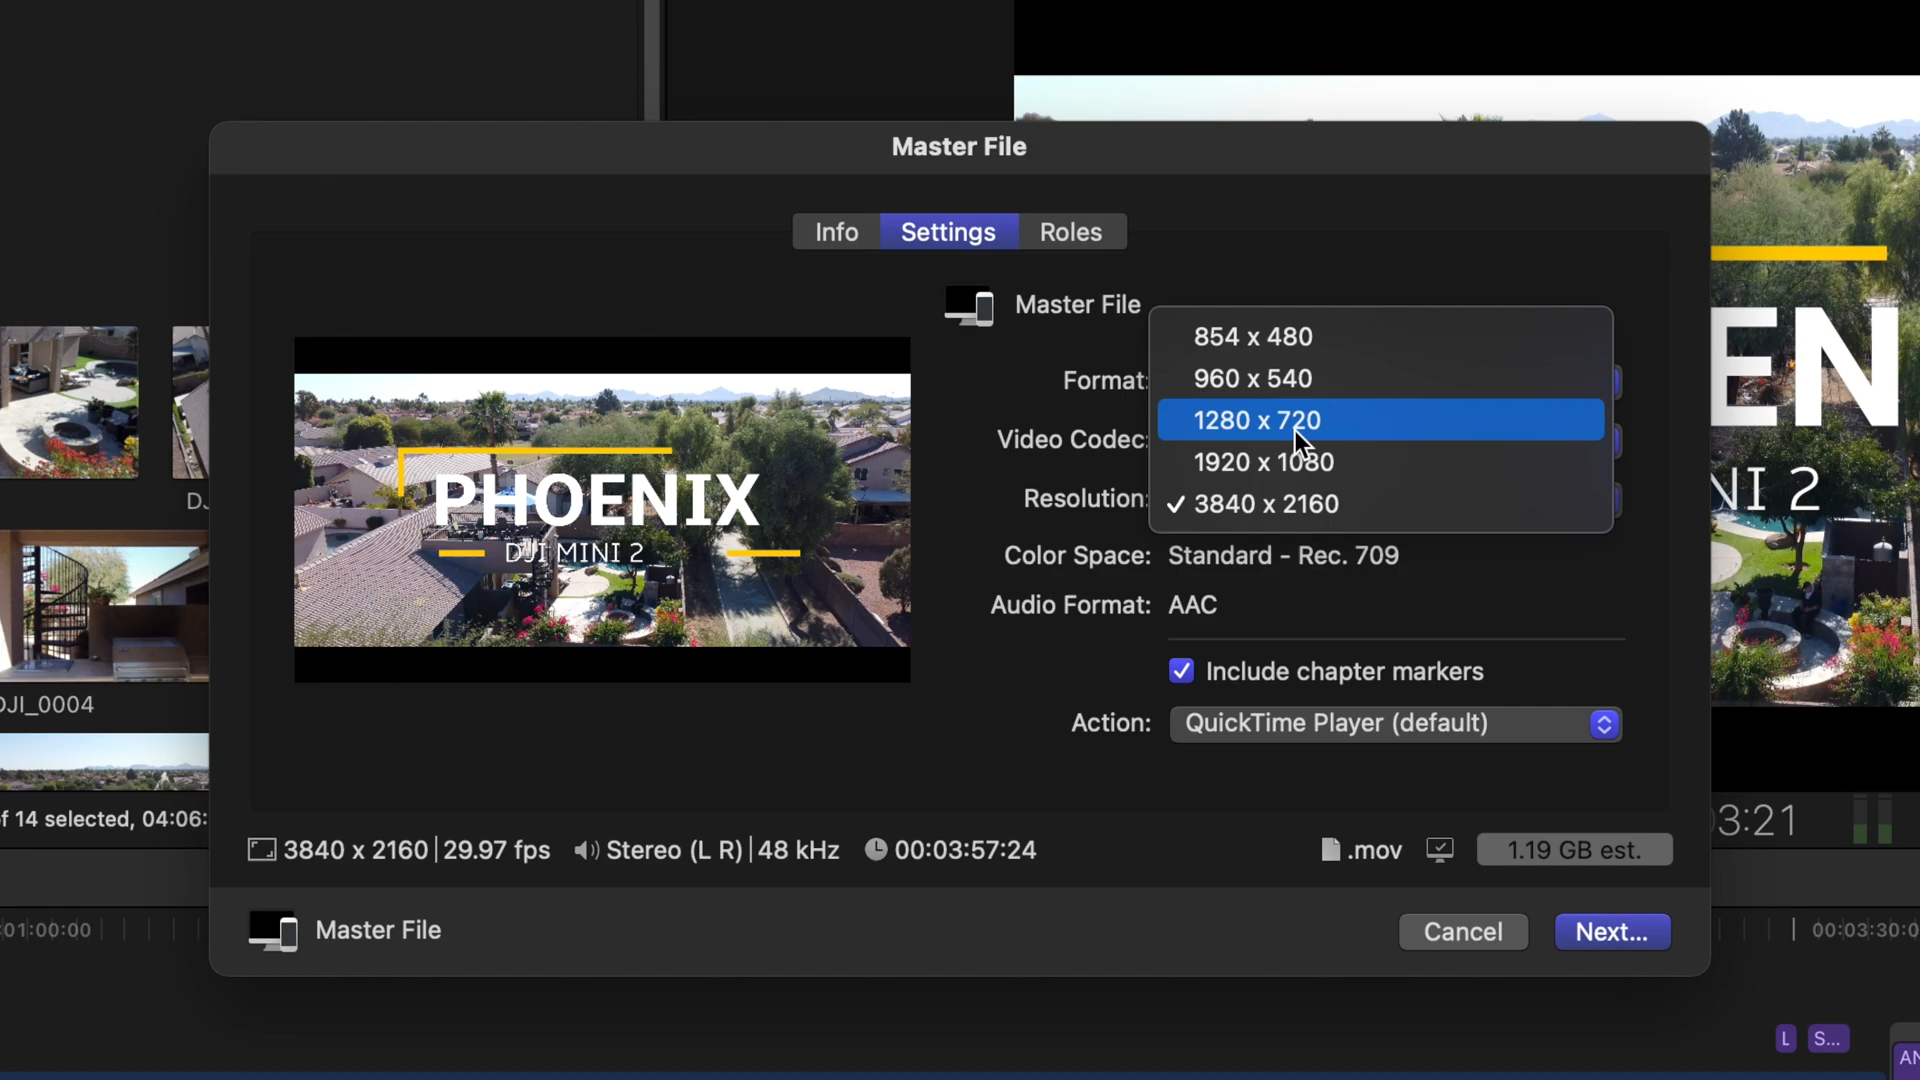 Master File
Info
Settings
Roles
Master File
854 x 480
960 x 540
1280 x 720
1920 x 1080
✓ 3840 x 2160
Format:
Video Codec:
Resolution:
Color Space: Standard - Rec. 709
Audio Format: AAC
Include chapter markers
Action: QuickTime Player (default)
PHOENIX
DJI MINI 2
3840 x 2160 | 29.97 fps
Stereo (L R) | 48 kHz
00:03:57:24
.mov
1.19 GB est.
Master File
Cancel
Next...
EN
NI 2
DJ
DJI_0004
of 14 selected, 04:06:
03:21
:01:00:00
00:03:30:0
L
S...
AN